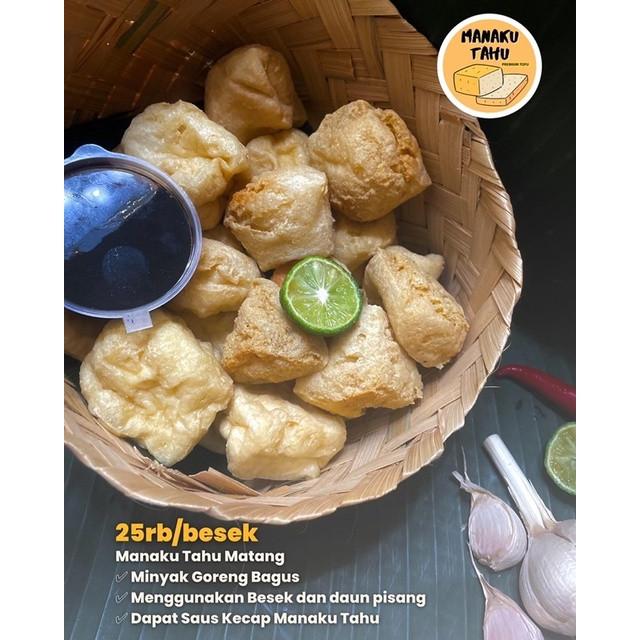 MANAKU
TAHU
PREMIUM TOFU
25rb/besek
Manaku Tahu Matang
✅ Minyak Goreng Bagus
✅ Menggunakan Besek dan daun pisang
✅ Dapat Saus Kecap Manaku Tahu